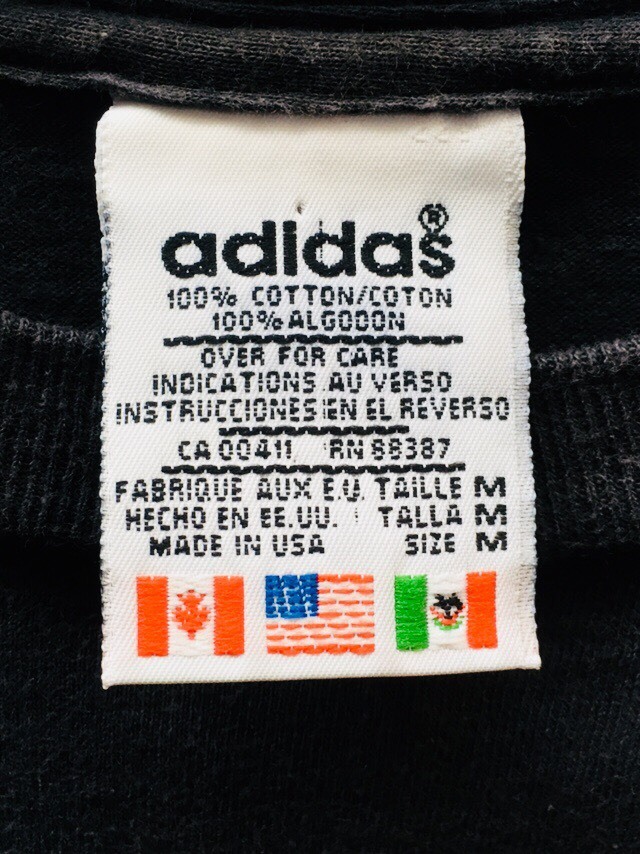 adidas®
100% COTTON/COTON
100% ALGODON
OVER FOR CARE
INDICATIONS AU VERSO
INSTRUCCIONES EN EL REVERSO
CA 00411 RN 88387
FABRIQUE AUX E.U. TAILLE M
HECHO EN EE.UU. TALLA M
MADE IN USA SIZE M